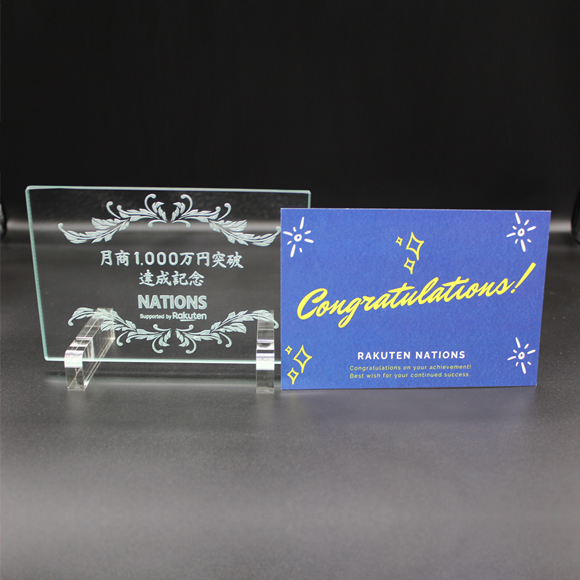 月商1,000万円突破
達成記念
NATIONS
Supported by Rakuten
Congratulations!
RAKUTEN NATIONS
Congratulations on your achievement!
Best wish for your continued success.